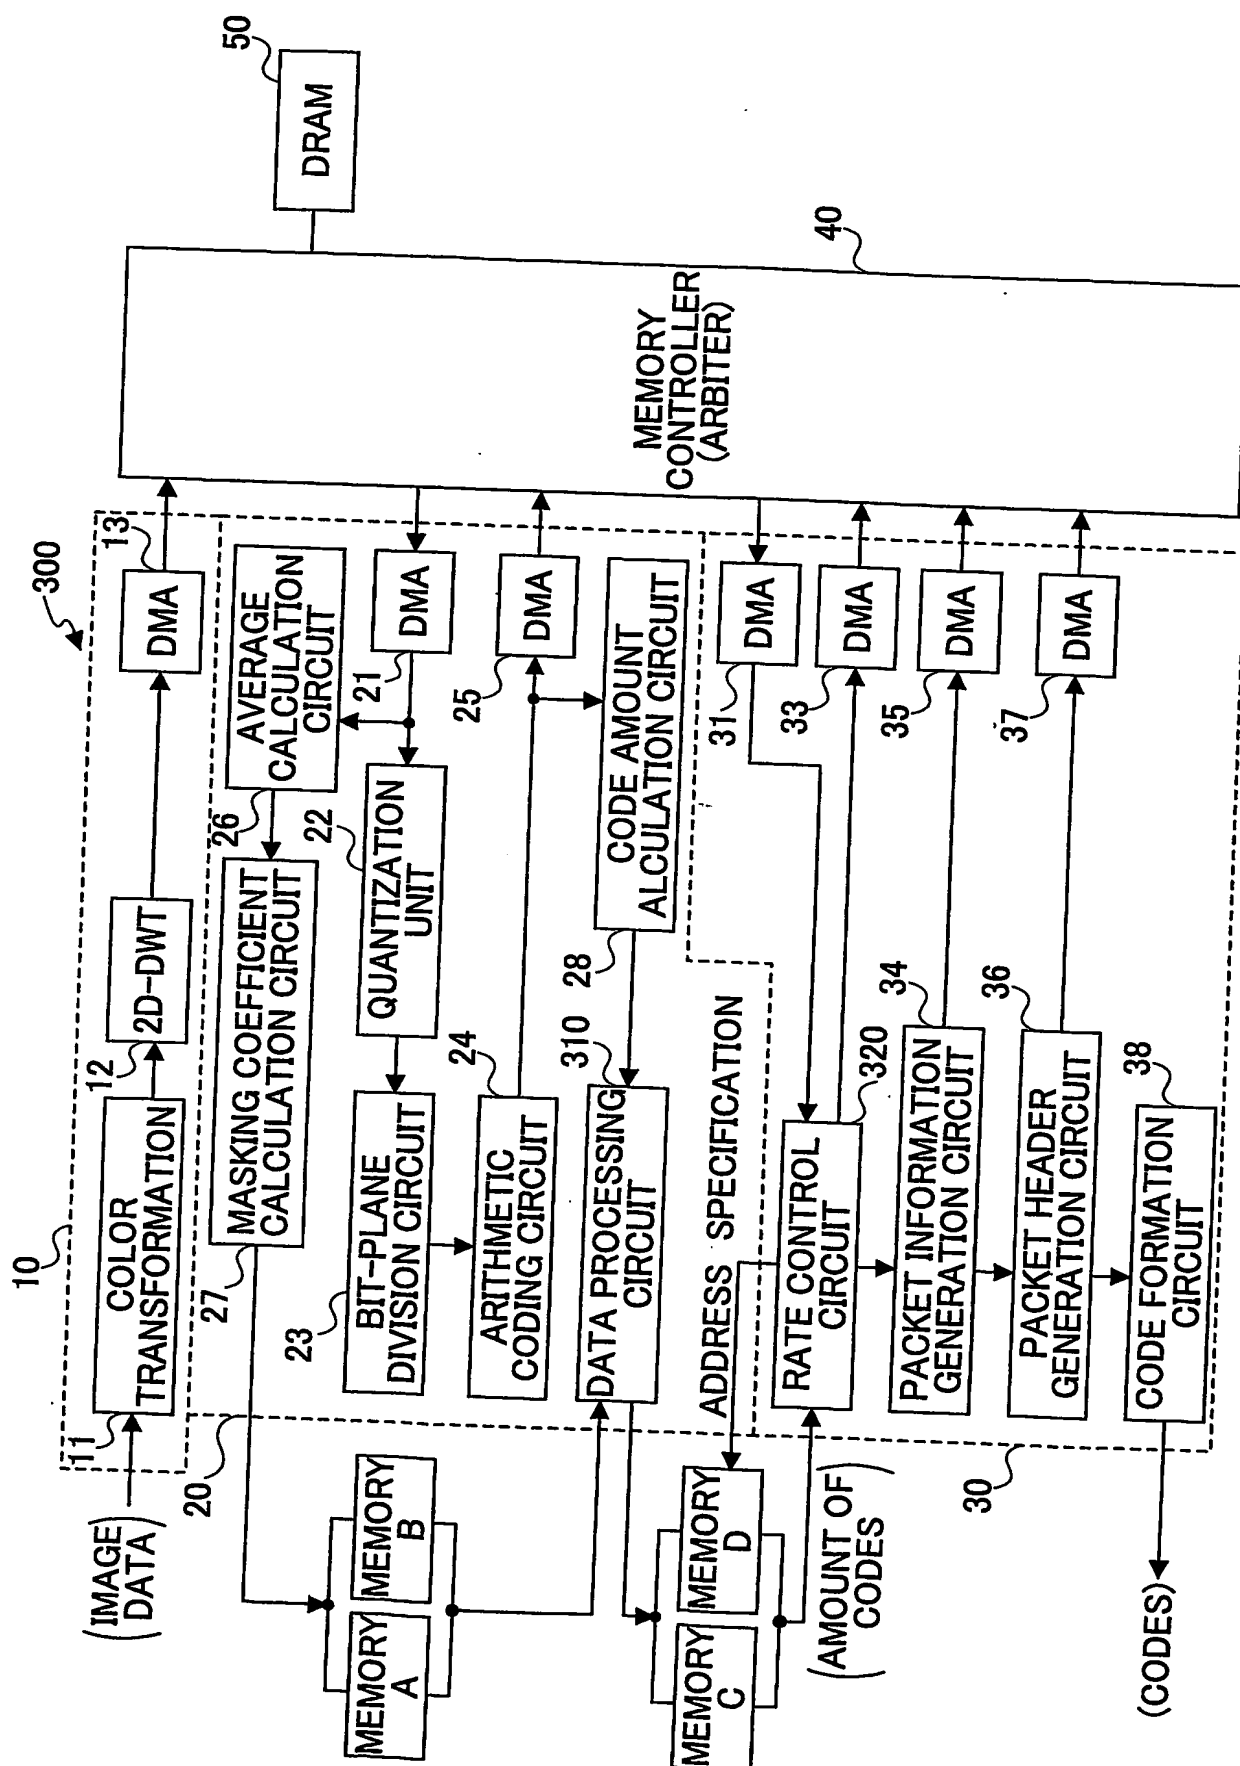 300
10
(IMAGE
DATA)
11
COLOR
TRANSFORMATION
12
2D-DWT
13
DMA
50
DRAM
40
MEMORY
CONTROLLER
(ARBITER)
20
27
MASKING COEFFICIENT
CALCULATION CIRCUIT
26
AVERAGE
CALCULATION
CIRCUIT
21
DMA
22
QUANTIZATION
UNIT
23
BIT-PLANE
DIVISION CIRCUIT
24
ARITHMETIC
CODING CIRCUIT
25
DMA
28
CODE AMOUNT
ALCULATION CIRCUIT
310
DATA PROCESSING
CIRCUIT
MEMORY
A
MEMORY
B
MEMORY
C
MEMORY
D
ADDRESS SPECIFICATION
(AMOUNT OF
CODES)
30
31
DMA
320
RATE CONTROL
CIRCUIT
33
DMA
34
PACKET INFORMATION
GENERATION CIRCUIT
35
DMA
36
PACKET HEADER
GENERATION CIRCUIT
37
DMA
38
CODE FORMATION
CIRCUIT
(CODES)